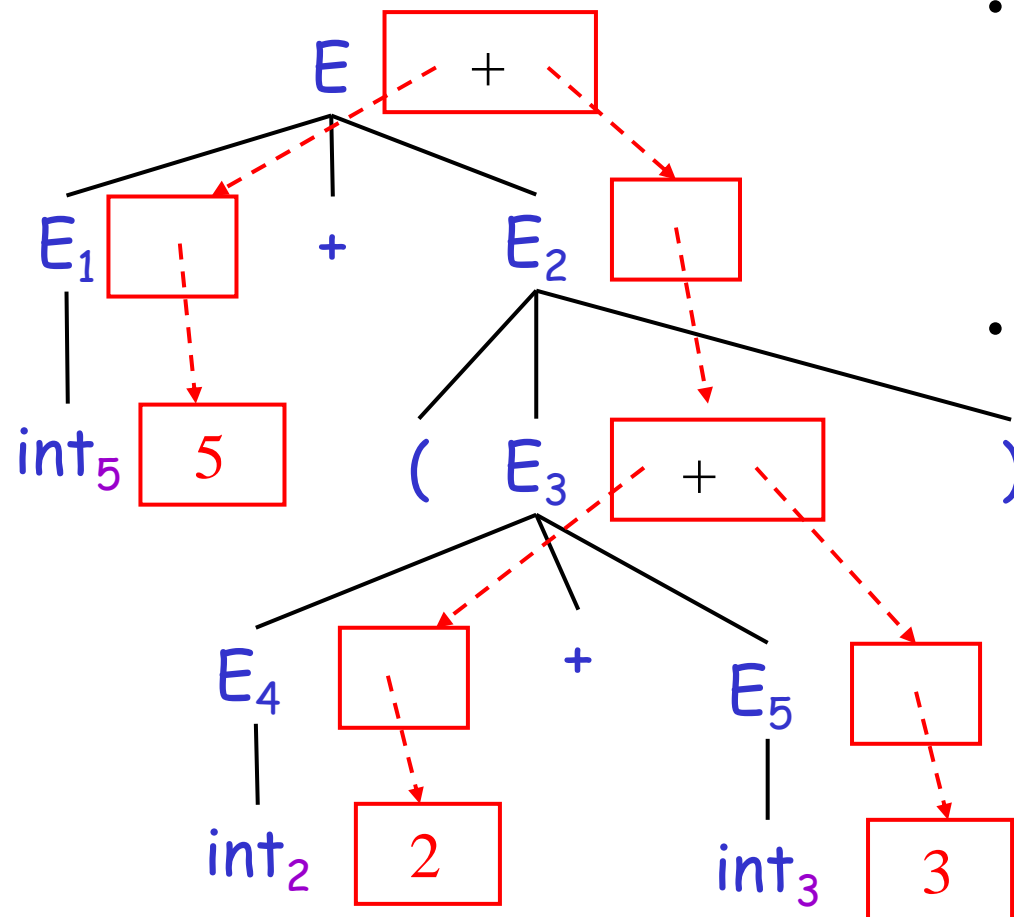 E +
E₁ + E₂
int₅ 5 ( E₃ + )
E₄ + E₅
int₂ 2 int₃ 3